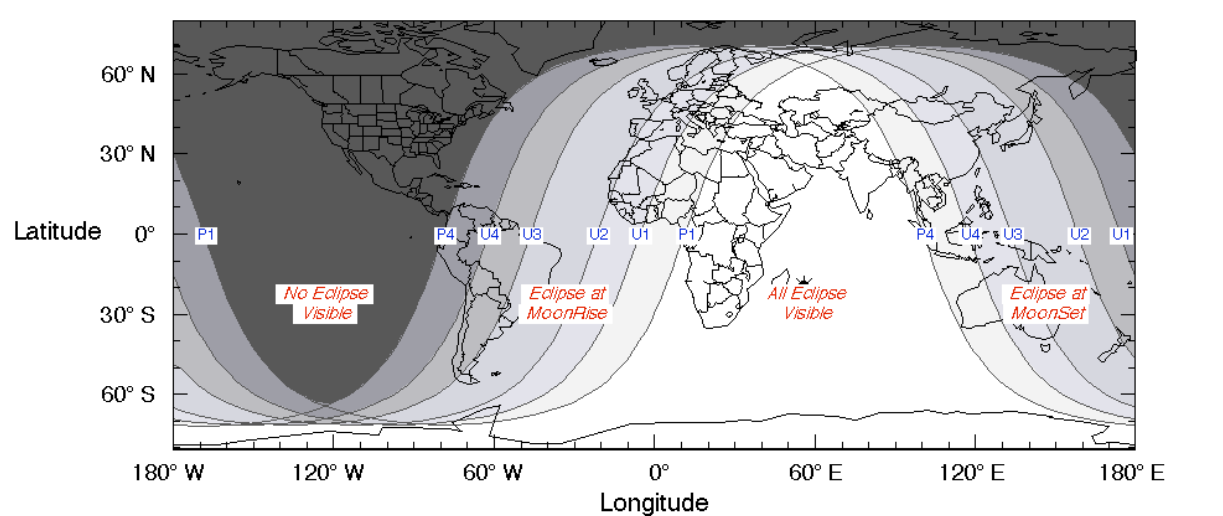 60° N
30° N
Latitude
0°
30° S
60° S
P1
P4
U4
U3
U2
U1
P1
P4
U4
U3
U2
U1
No Eclipse
Visible
Eclipse at
MoonRise
All Eclipse
Visible
Eclipse at
MoonSet
180° W
120° W
60° W
0°
60° E
120° E
180° E
Longitude